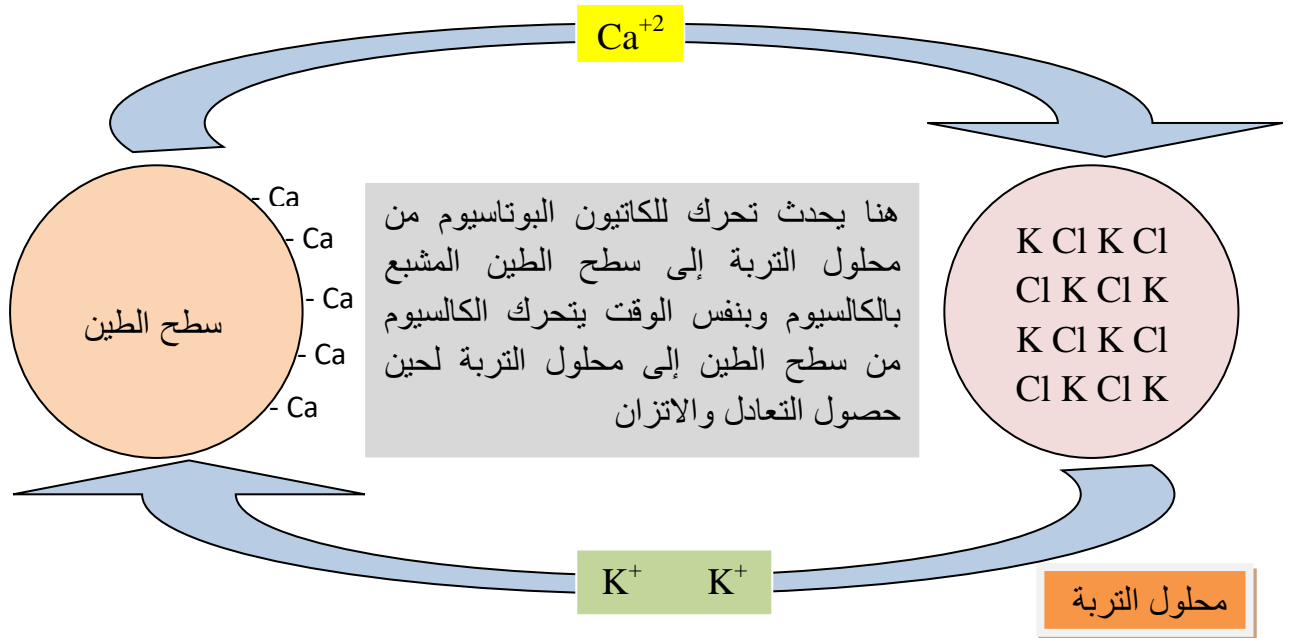 Ca+2
- Ca
- Ca
- Ca
- Ca
- Ca
سطح الطين
هنا يحدث تحرك للكاتيون البوتاسيوم من
محلول التربة إلى سطح الطين المشبع
بالكالسيوم وبنفس الوقت يتحرك الكالسيوم
من سطح الطين إلى محلول التربة لحين
حصول التعادل والاتزان
K Cl K Cl
Cl K Cl K
K Cl K Cl
Cl K Cl K
K+ K+
محلول التربة